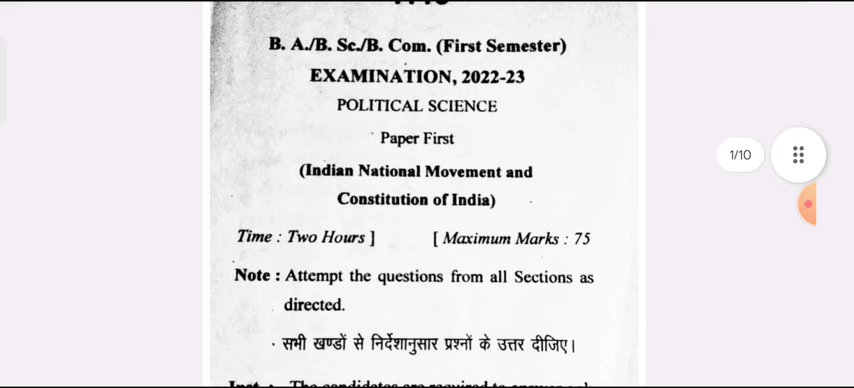 B. A./B. Sc./B. Com. (First Semester)
EXAMINATION, 2022-23
POLITICAL SCIENCE
Paper First
(Indian National Movement and
Constitution of India)
Time : Two Hours ] [ Maximum Marks : 75
Note : Attempt the questions from all Sections as
directed.
सभी खण्डों से निर्देशानुसार प्रश्नों के उत्तर दीजिए।
1/10